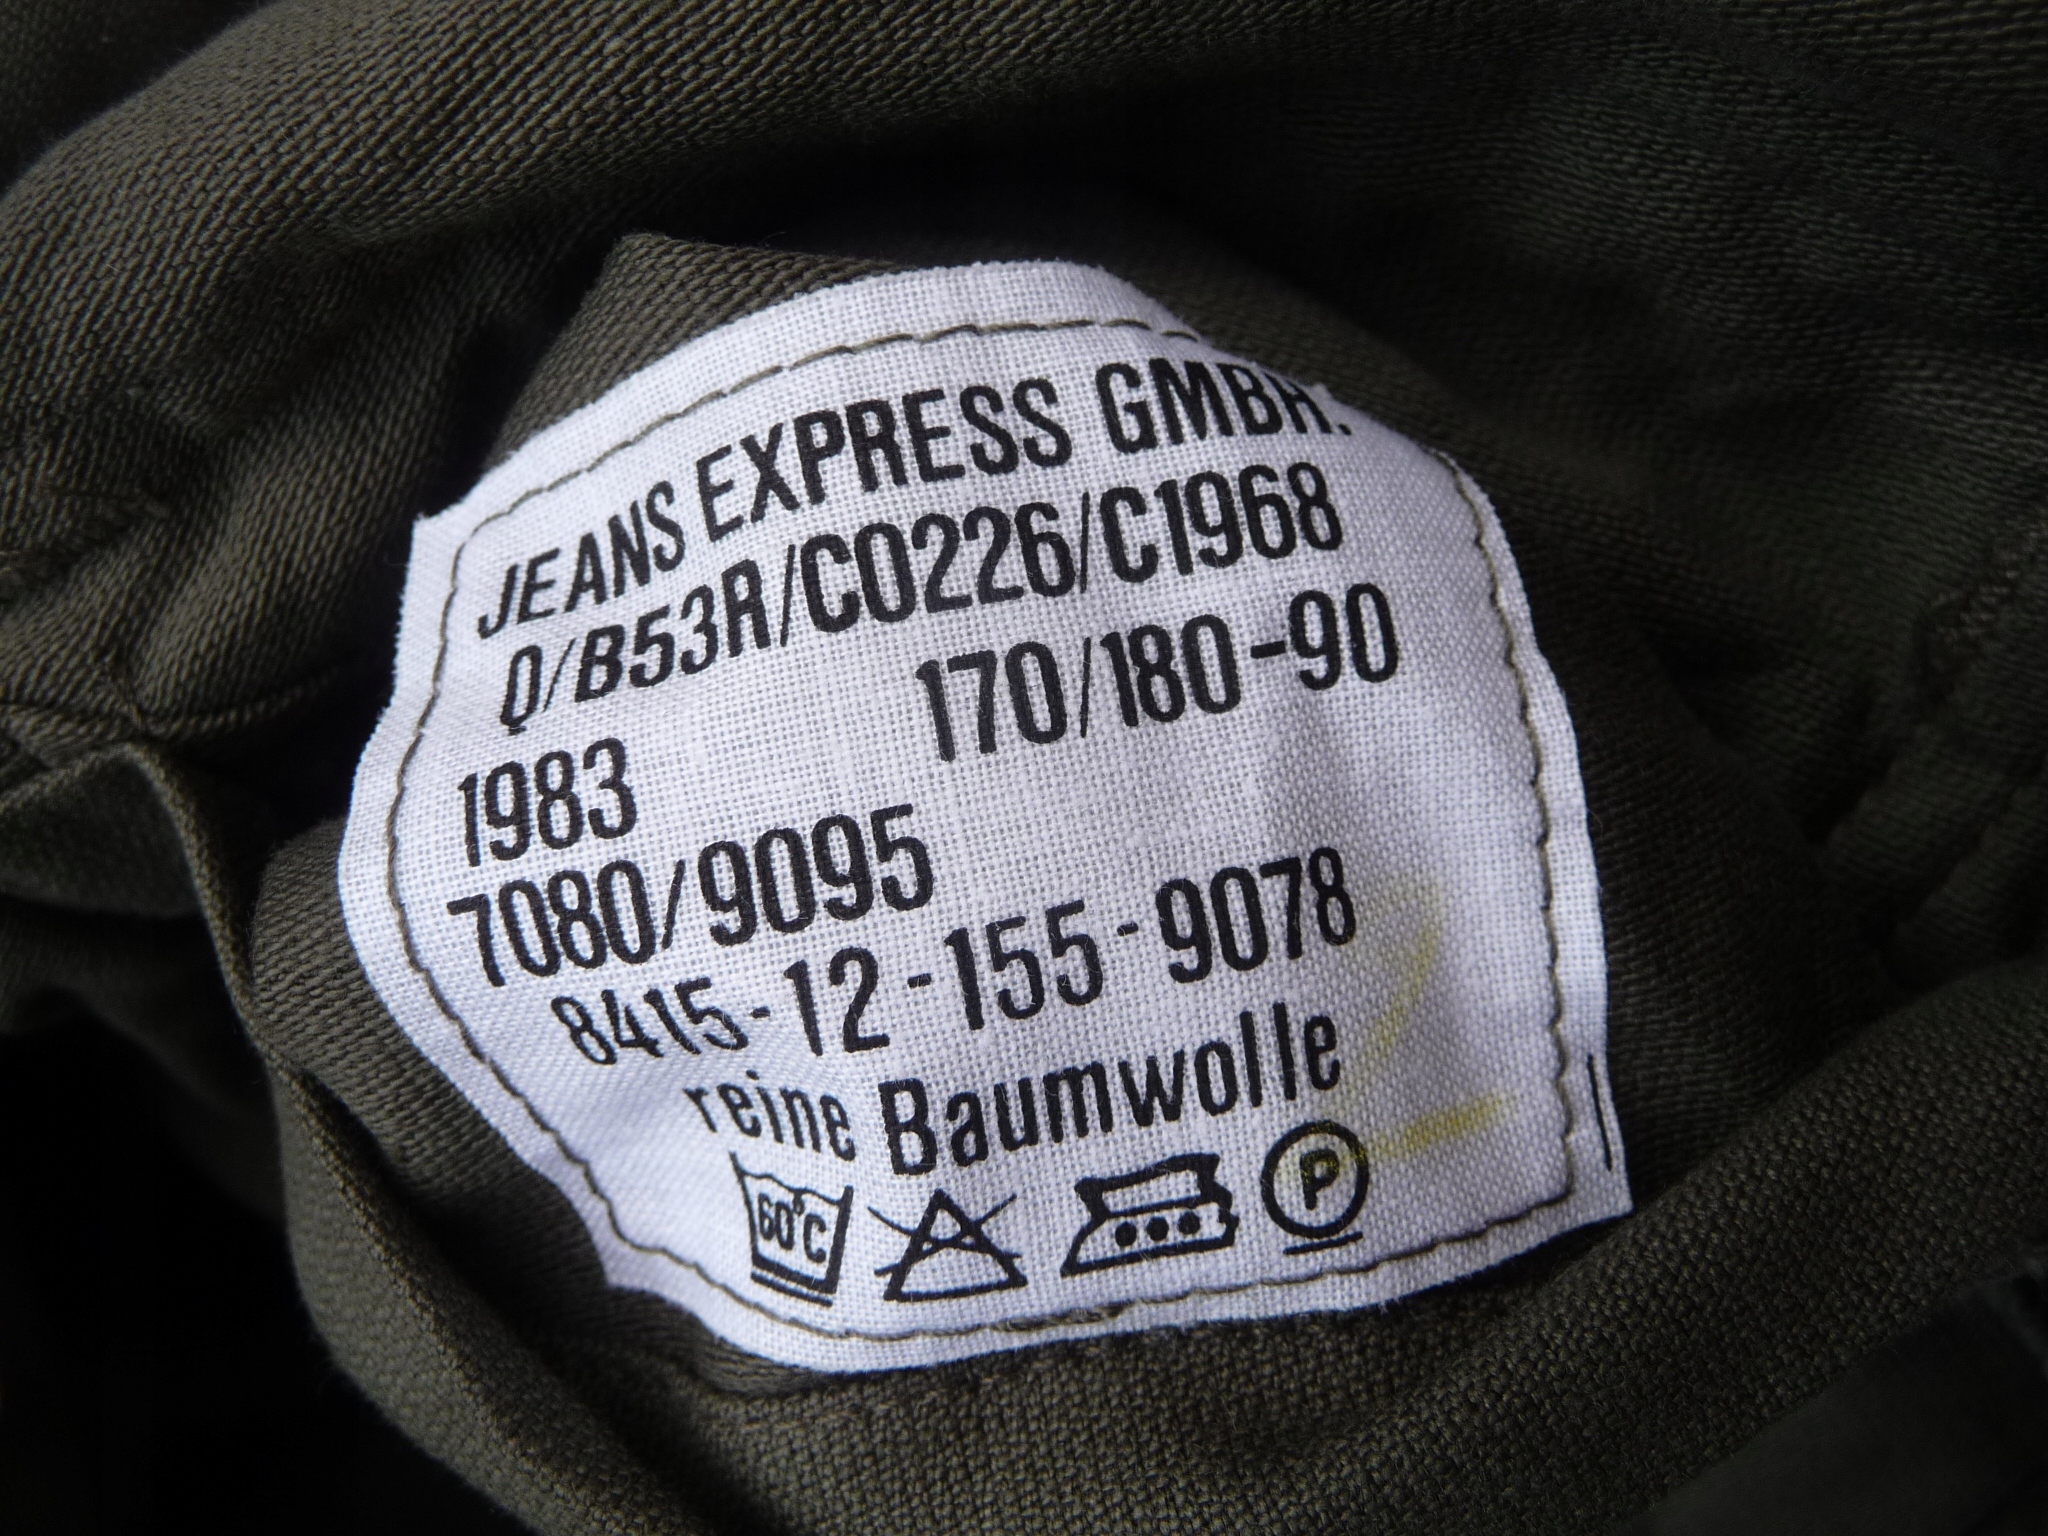 JEANS EXPRESS GMBH.
Q/B53R/C0226/C1968
170/180-90
1983
7080/9095
8415-12-155-9078
reine Baumwolle
60°C
P